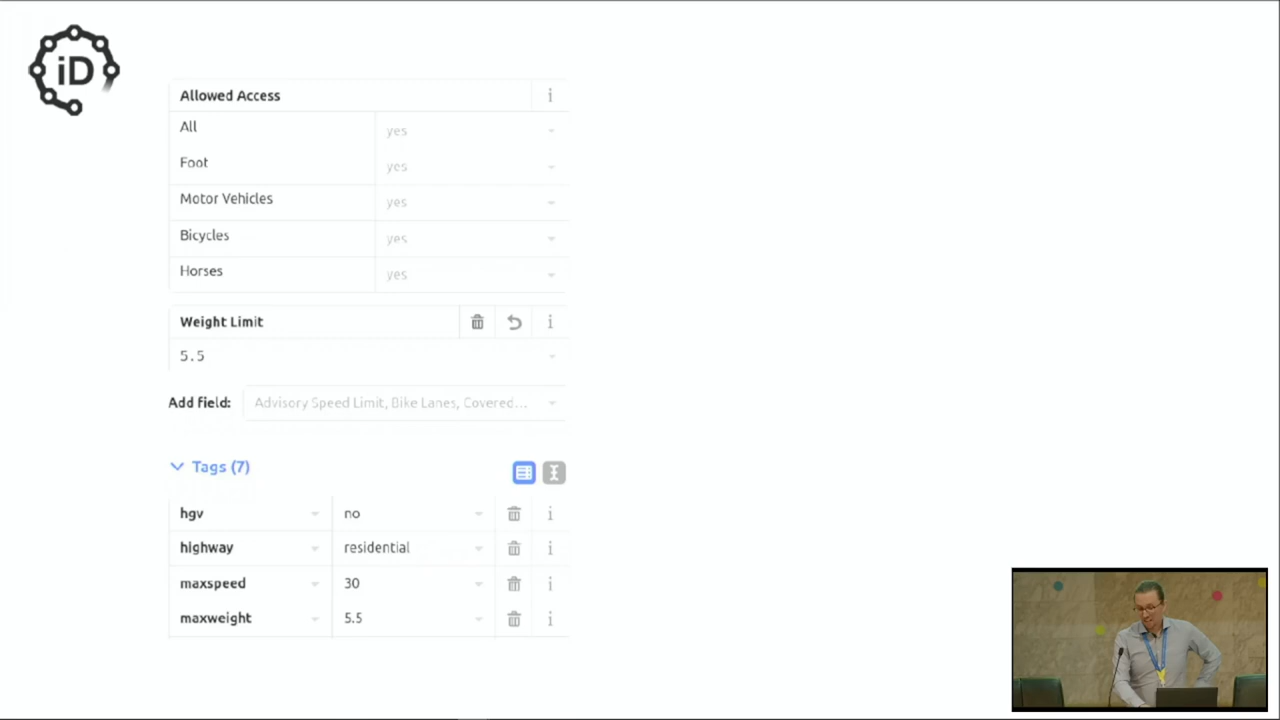 iD
Allowed Access i
All yes
Foot yes
Motor Vehicles yes
Bicycles yes
Horses yes
Weight Limit i
5.5
Add field: Advisory Speed Limit, Bike Lanes, Covered...
Tags (7)
hgv no i
highway residential i
maxspeed 30 i
maxweight 5.5 i